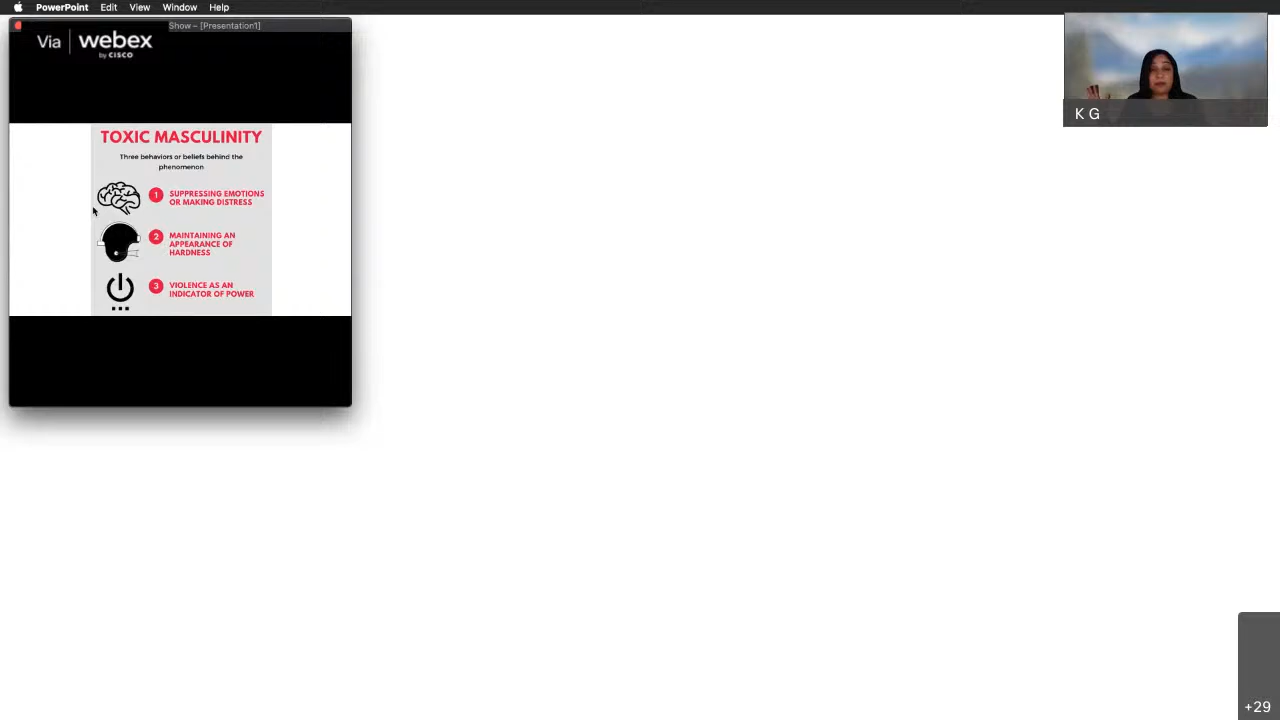 PowerPoint Edit View Window Help
Show – [Presentation1]
Via webex
by CISCO
TOXIC MASCULINITY
Three behaviors or beliefs behind the
phenomenon
1 SUPPRESSING EMOTIONS
OR MAKING DISTRESS
2 MAINTAINING AN
APPEARANCE OF
HARDNESS
3 VIOLENCE AS AN
INDICATOR OF POWER
K G
+29